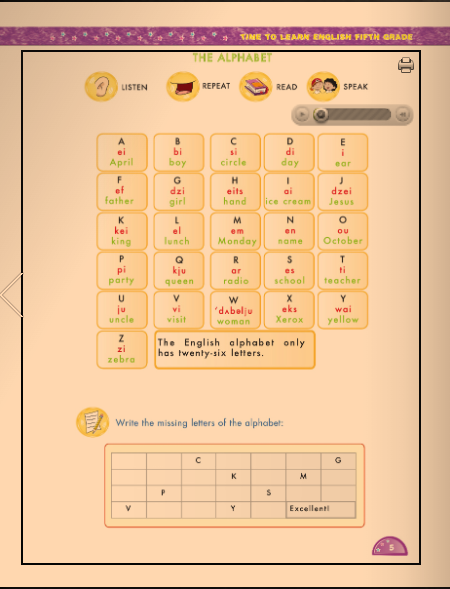 TIME TO LEARN ENGLISH FIFTH GRADE
THE ALPHABET
LISTEN REPEAT READ SPEAK
A B C D E
ei bi si di i
April boy circle day ear
F G H I J
ef dzi eits ai dzei
father girl hand ice cream Jesus
K L M N O
kei el em en ou
king lunch Monday name October
P Q R S T
pi kju ar es ti
party queen radio school teacher
U V W X Y
ju vi 'dʌbəlju eks wai
uncle visit woman Xerox yellow
Z
zi
zebra
The English alphabet only
has twenty-six letters.
Write the missing letters of the alphabet:
C G
K M
P S
V Y Excellent!
5